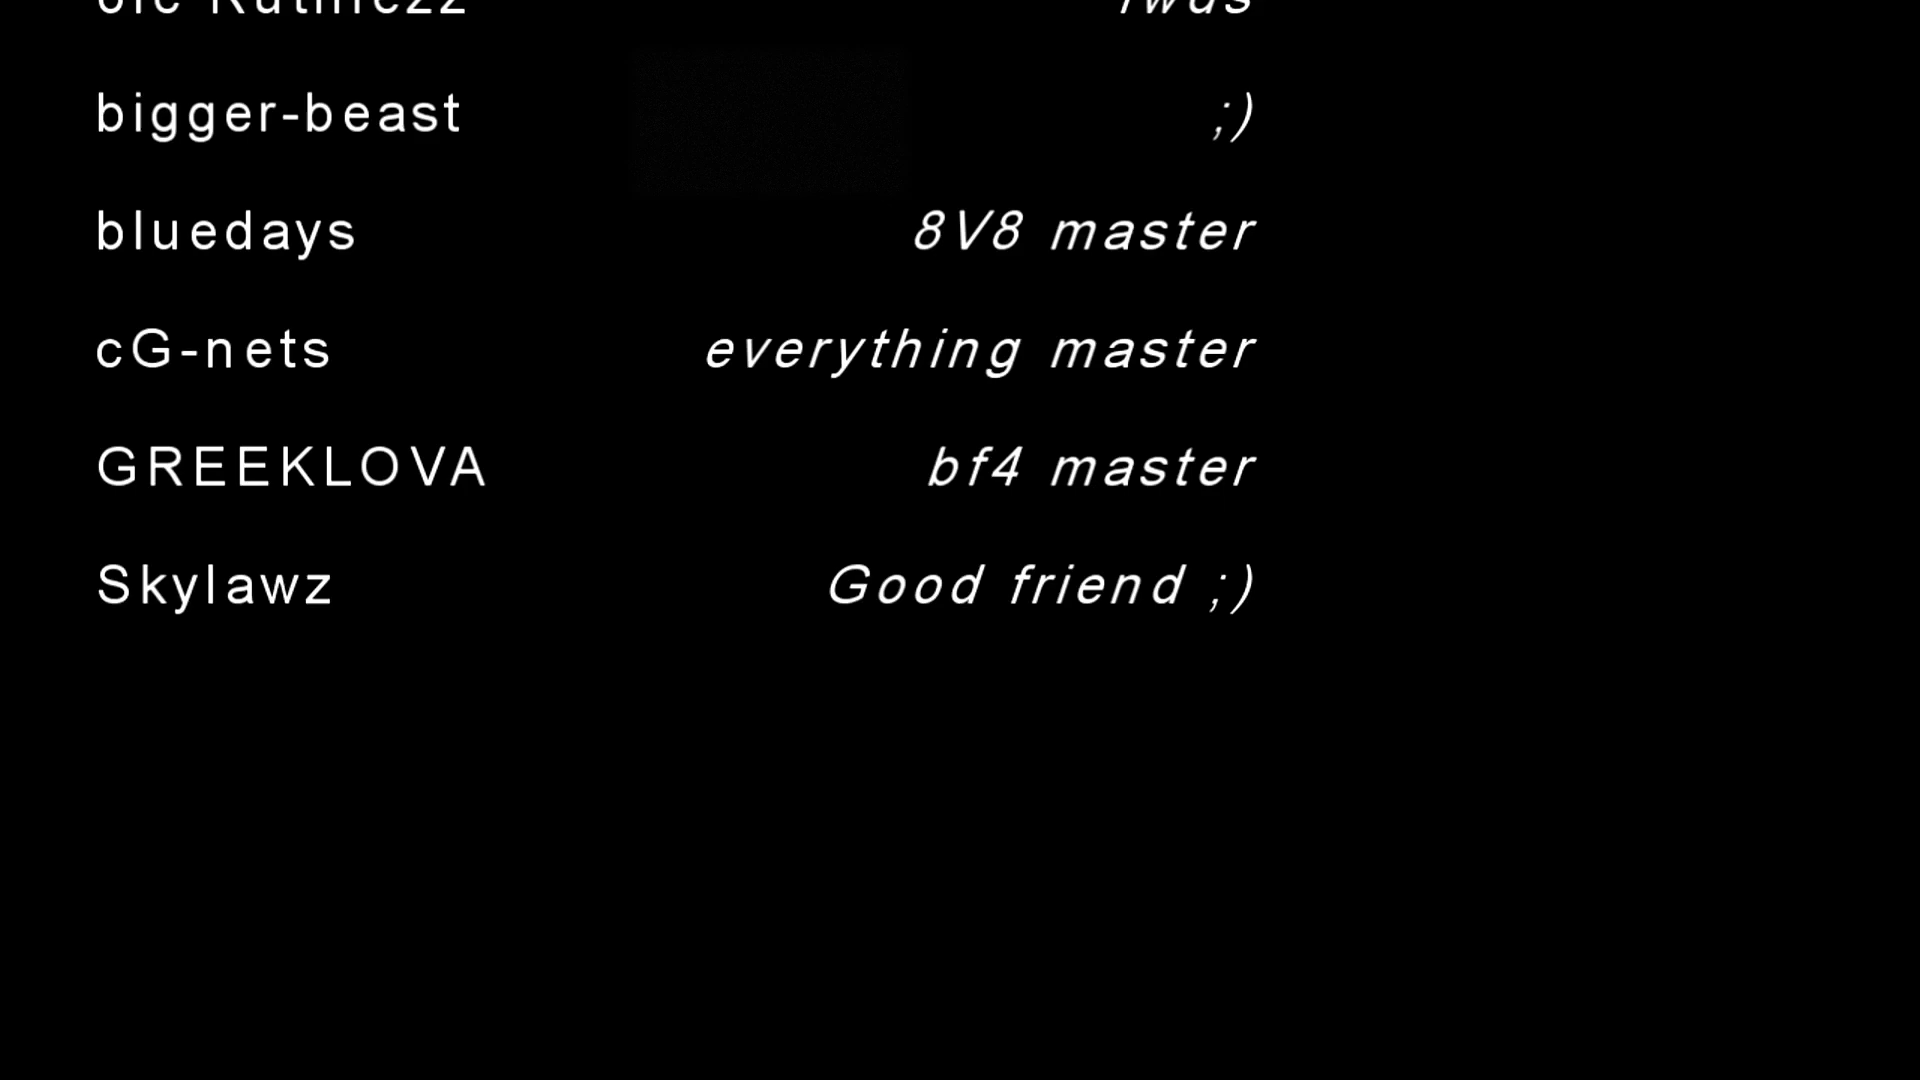 bigger-beast ;)
bluedays 8V8 master
cG-nets everything master
GREEKLOVA bf4 master
Skylawz Good friend ;)